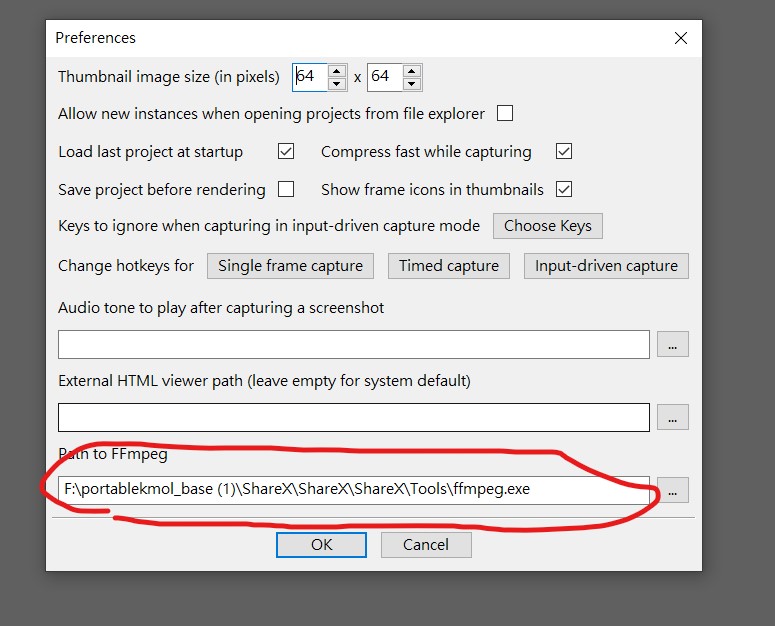 Preferences
Thumbnail image size (in pixels) 64 x 64
Allow new instances when opening projects from file explorer
Load last project at startup Compress fast while capturing
Save project before rendering Show frame icons in thumbnails
Keys to ignore when capturing in input-driven capture mode Choose Keys
Change hotkeys for Single frame capture Timed capture Input-driven capture
Audio tone to play after capturing a screenshot
...
External HTML viewer path (leave empty for system default)
...
Path to FFmpeg
F:\portablekmol_base (1)\ShareX\ShareX\ShareX\Tools\ffmpeg.exe ...
OK Cancel